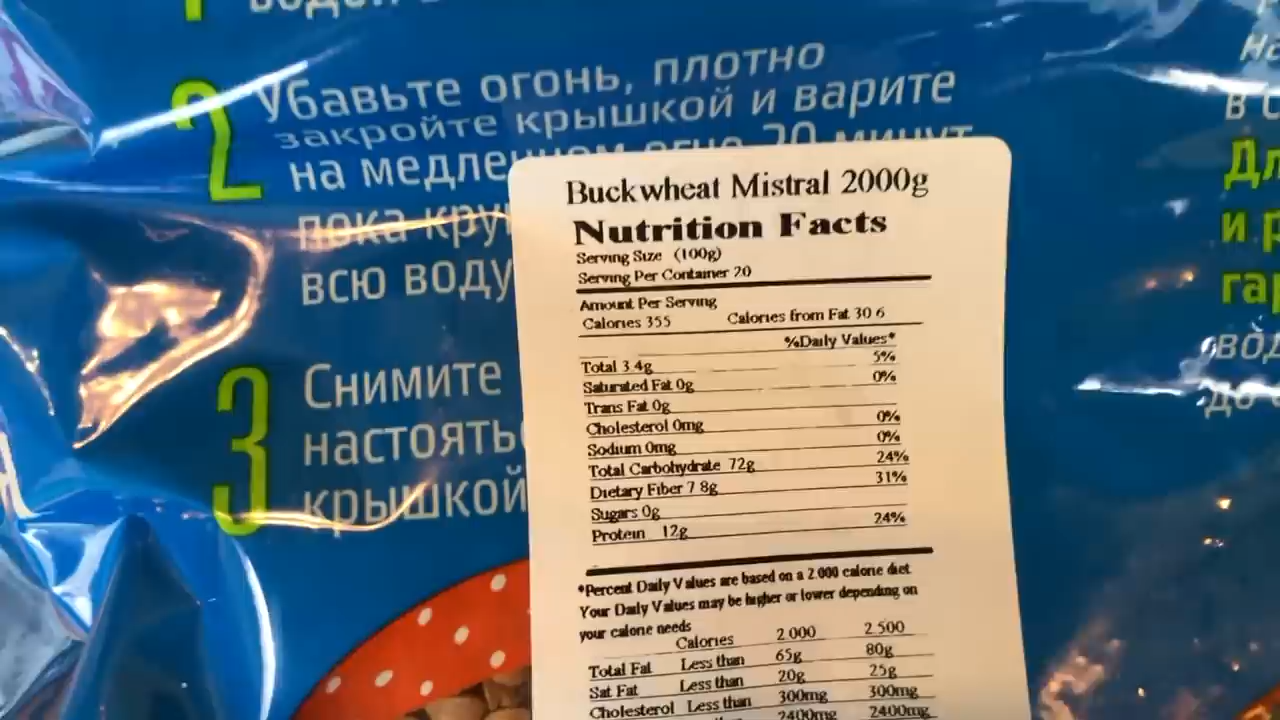 1
2
Убавьте огонь, плотно
закройте крышкой и варите
на медленном огне 20 минут
пока
всю воду
3
Снимите
настоять
крышкой
Buckwheat Mistral 2000g
Nutrition Facts
Serving Size (100g)
Serving Per Container 20
Amount Per Serving
Calories 355 Calories from Fat 30 6
%Daily Values*
Total 3 4g 5%
Saturated Fat 0g 0%
Trans Fat 0g
Cholesterol 0mg 0%
Sodium 0mg 0%
Total Carbohydrate 72g 24%
Dietary Fiber 7 8g 31%
Sugars 0g
Protein 12g 24%
*Percent Daily Values are based on a 2.000 calorie diet
Your Daily Values may be higher or lower depending on
your calorie needs
Calories 2 000 2 500
Total Fat Less than 65g 80g
Sat Fat Less than 20g 25g
Cholesterol Less than 300mg 300mg
than 2400mg 2400mg
и